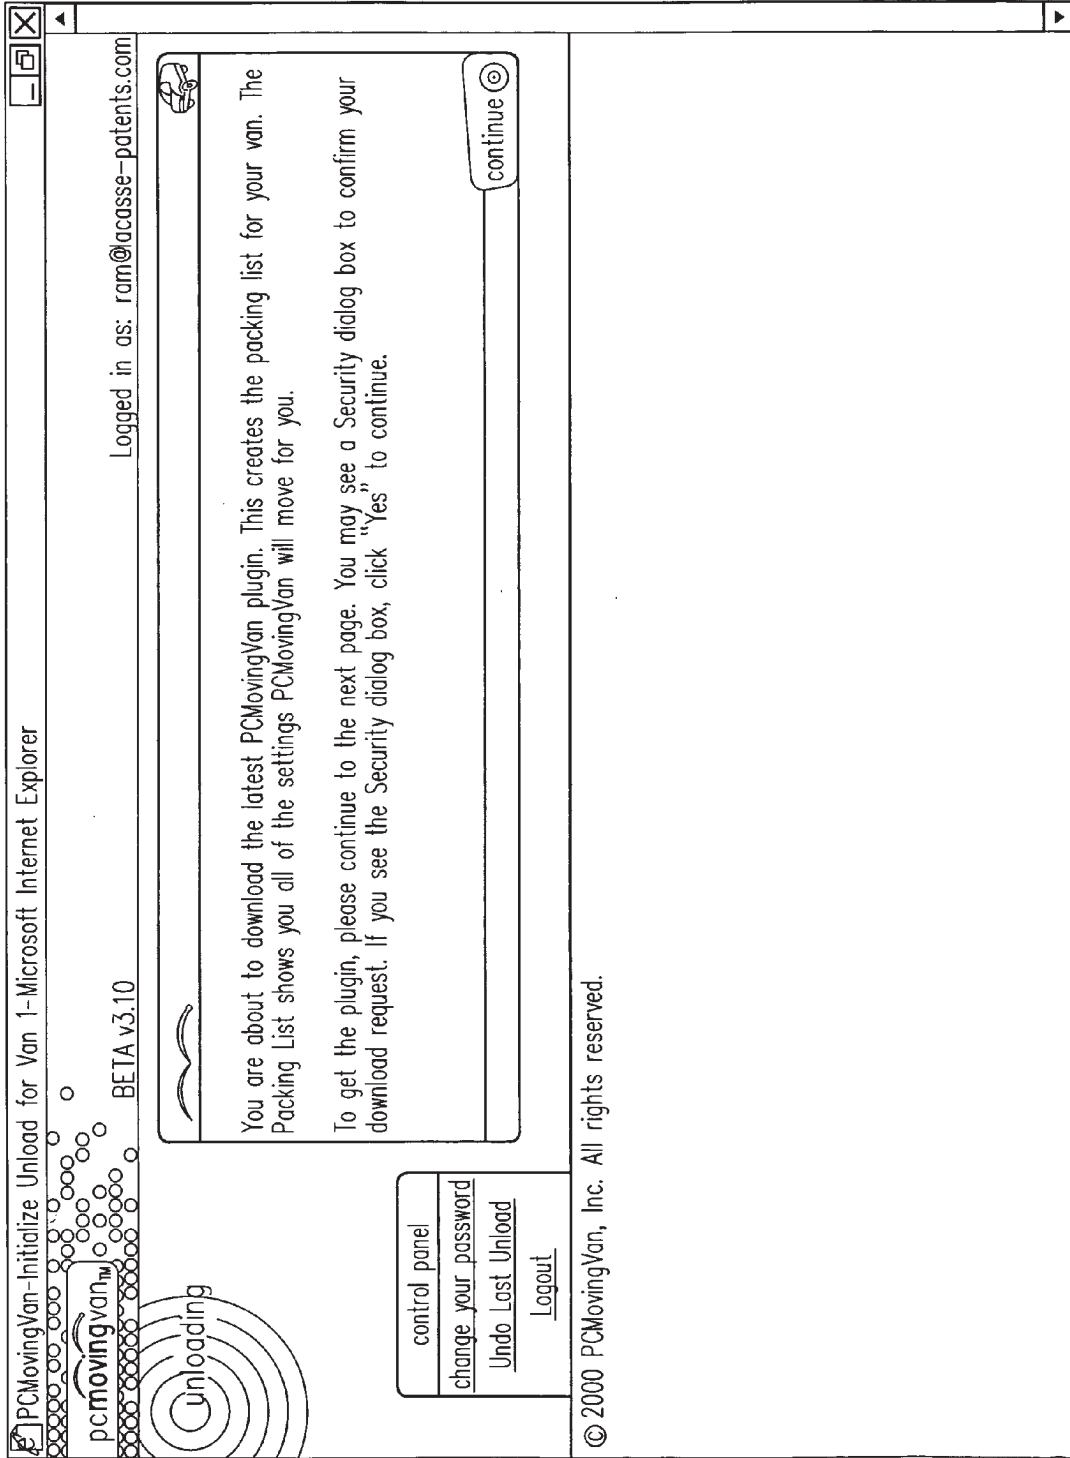 PCMovingVan-Initialize Unload for Van 1-Microsoft Internet Explorer
pcmovingvan™
BETA v3.10
Logged in as: ram@lacasse-patents.com
unloading
You are about to download the latest PCMovingVan plugin. This creates the packing list for your van. The
Packing List shows you all of the settings PCMovingVan will move for you.
To get the plugin, please continue to the next page. You may see a Security dialog box to confirm your
download request. If you see the Security dialog box, click "Yes" to continue.
continue
control panel
change your password
Undo Last Unload
Logout
© 2000 PCMovingVan, Inc. All rights reserved.